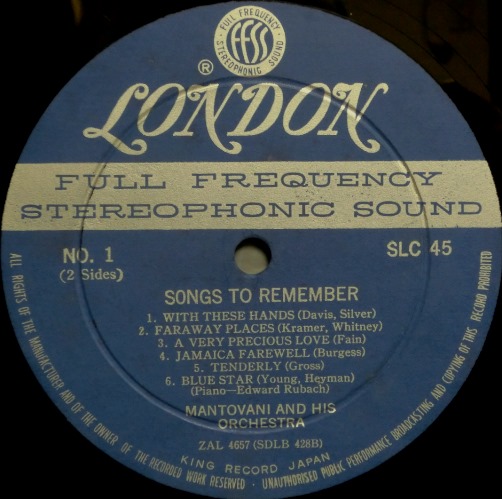 FULL FREQUENCY
FFSS
STEREOPHONIC SOUND
®
LONDON
FULL FREQUENCY
STEREOPHONIC SOUND
NO. 1
(2 Sides)
SLC 45
SONGS TO REMEMBER
1. WITH THESE HANDS (Davis, Silver)
2. FARAWAY PLACES (Kramer, Whitney)
3. A VERY PRECIOUS LOVE (Fain)
4. JAMAICA FAREWELL (Burgess)
5. TENDERLY (Gross)
6. BLUE STAR (Young, Heyman)
(Piano—Edward Rubach)
MANTOVANI AND HIS
ORCHESTRA
ZAL 4657 (SDLB 428B)
KING RECORD JAPAN
ALL RIGHTS OF THE MANUFACTURER AND OF THE OWNER OF THE RECORDED WORK RESERVED · UNAUTHORISED PUBLIC PERFORMANCE BROADCASTING AND COPYING OF THIS RECORD PROHIBITED